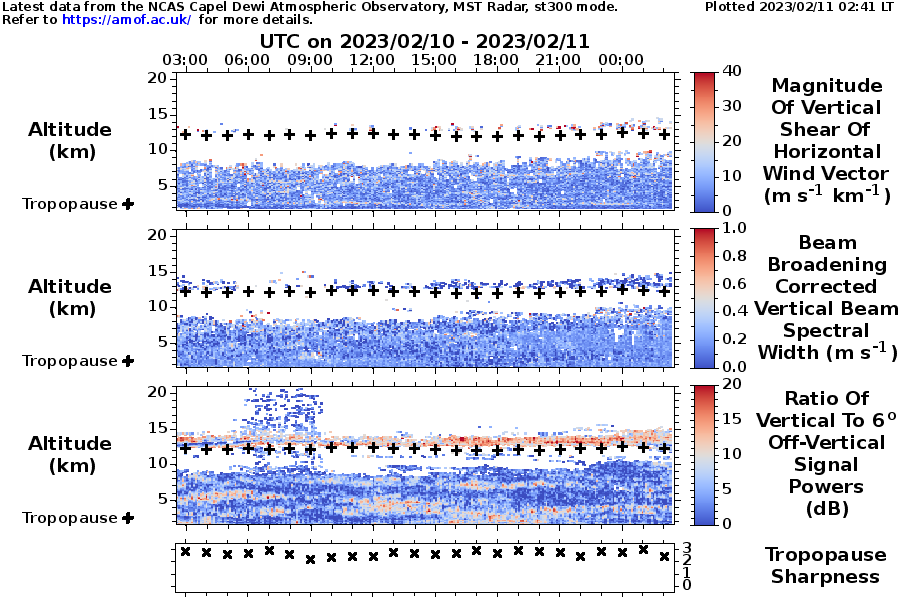 Latest data from the NCAS Capel Dewi Atmospheric Observatory, MST Radar, st300 mode.
Plotted 2023/02/11 02:41 LT
Refer to https://amof.ac.uk/ for more details.
UTC on 2023/02/10 - 2023/02/11
03:00 06:00 09:00 12:00 15:00 18:00 21:00 00:00
20
15
10
5
Altitude
(km)
Tropopause
40
30
20
10
0
Magnitude
Of Vertical
Shear Of
Horizontal
Wind Vector
(m s-1 km-1)
20
15
10
5
Altitude
(km)
Tropopause
1.0
0.8
0.6
0.4
0.2
0.0
Beam
Broadening
Corrected
Vertical Beam
Spectral
Width (m s-1)
20
15
10
5
Altitude
(km)
Tropopause
20
15
10
5
0
Ratio Of
Vertical To 6o
Off-Vertical
Signal
Powers
(dB)
3
2
1
0
Tropopause
Sharpness